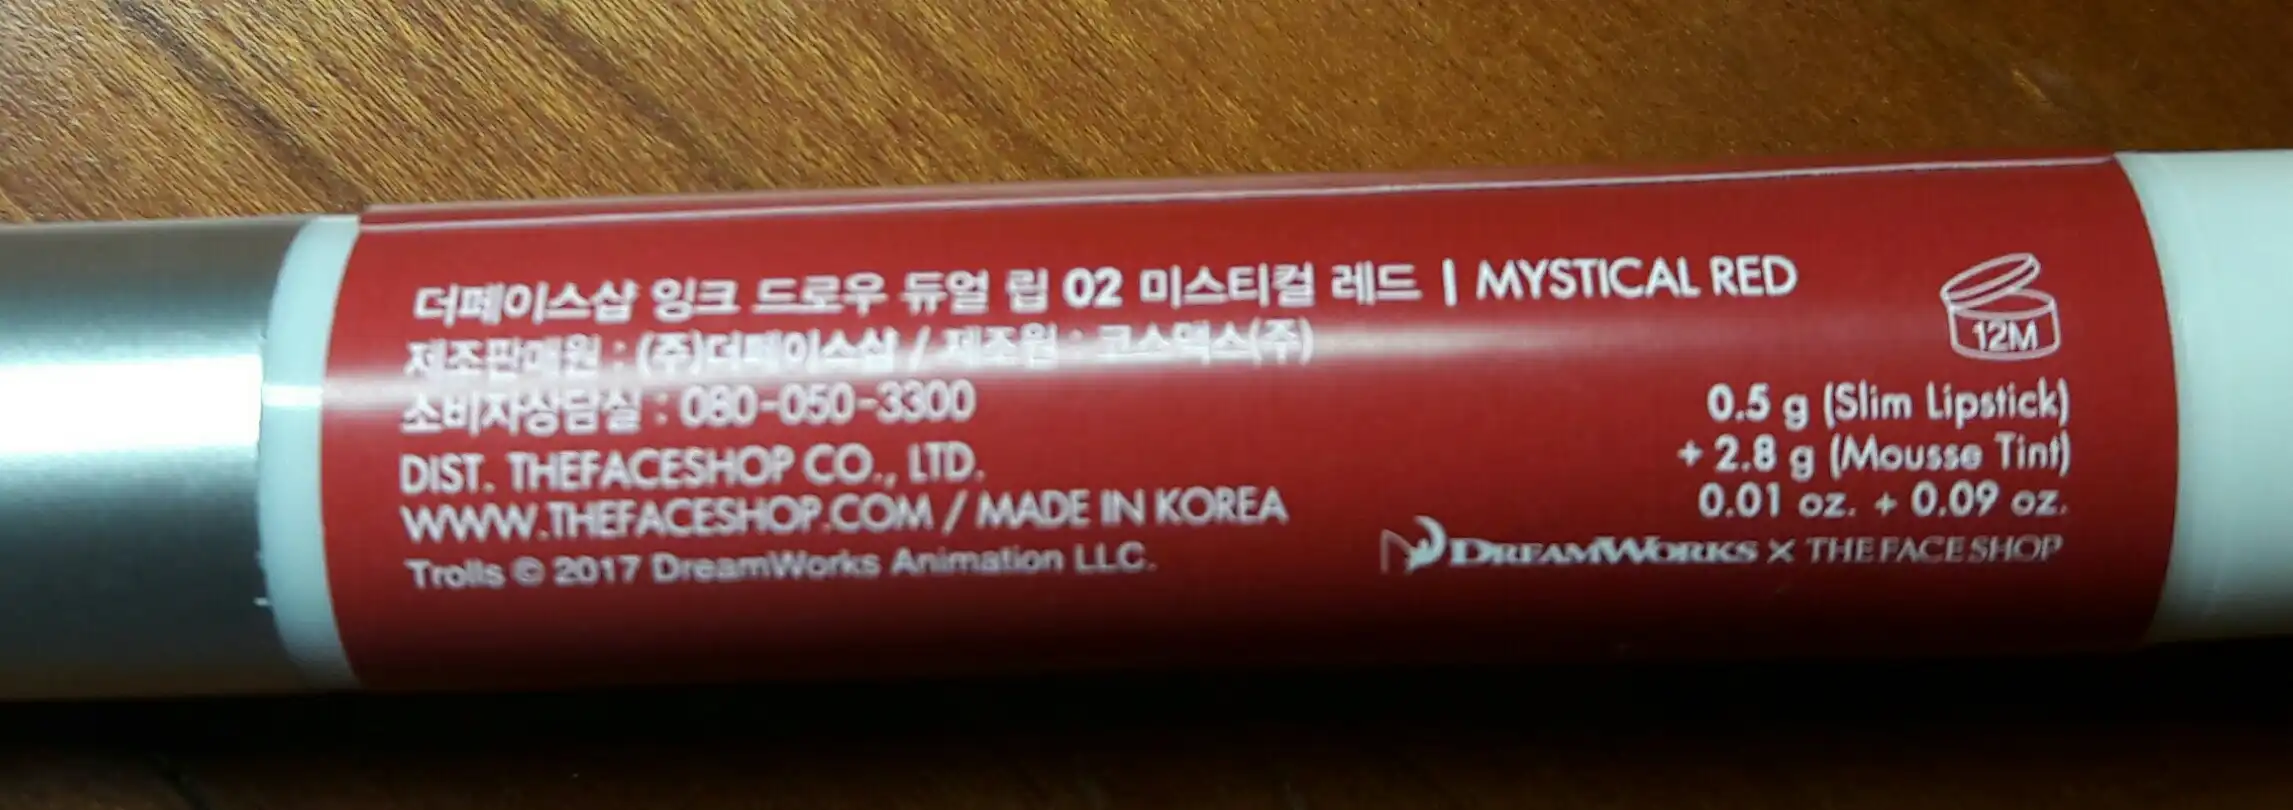 더페이스샵 잉크 드로우 듀얼 립 02 미스티컬 레드 | MYSTICAL RED
제조판매원 : (주)더페이스샵 / 제조원 : 코스맥스(주)
소비자상담실 : 080-050-3300
DIST. THEFACESHOP CO., LTD.
WWW.THEFACESHOP.COM / MADE IN KOREA
Trolls © 2017 DreamWorks Animation LLC.
12M
0.5 g (Slim Lipstick)
+ 2.8 g (Mousse Tint)
0.01 oz. + 0.09 oz.
DREAMWORKS X THEFACESHOP